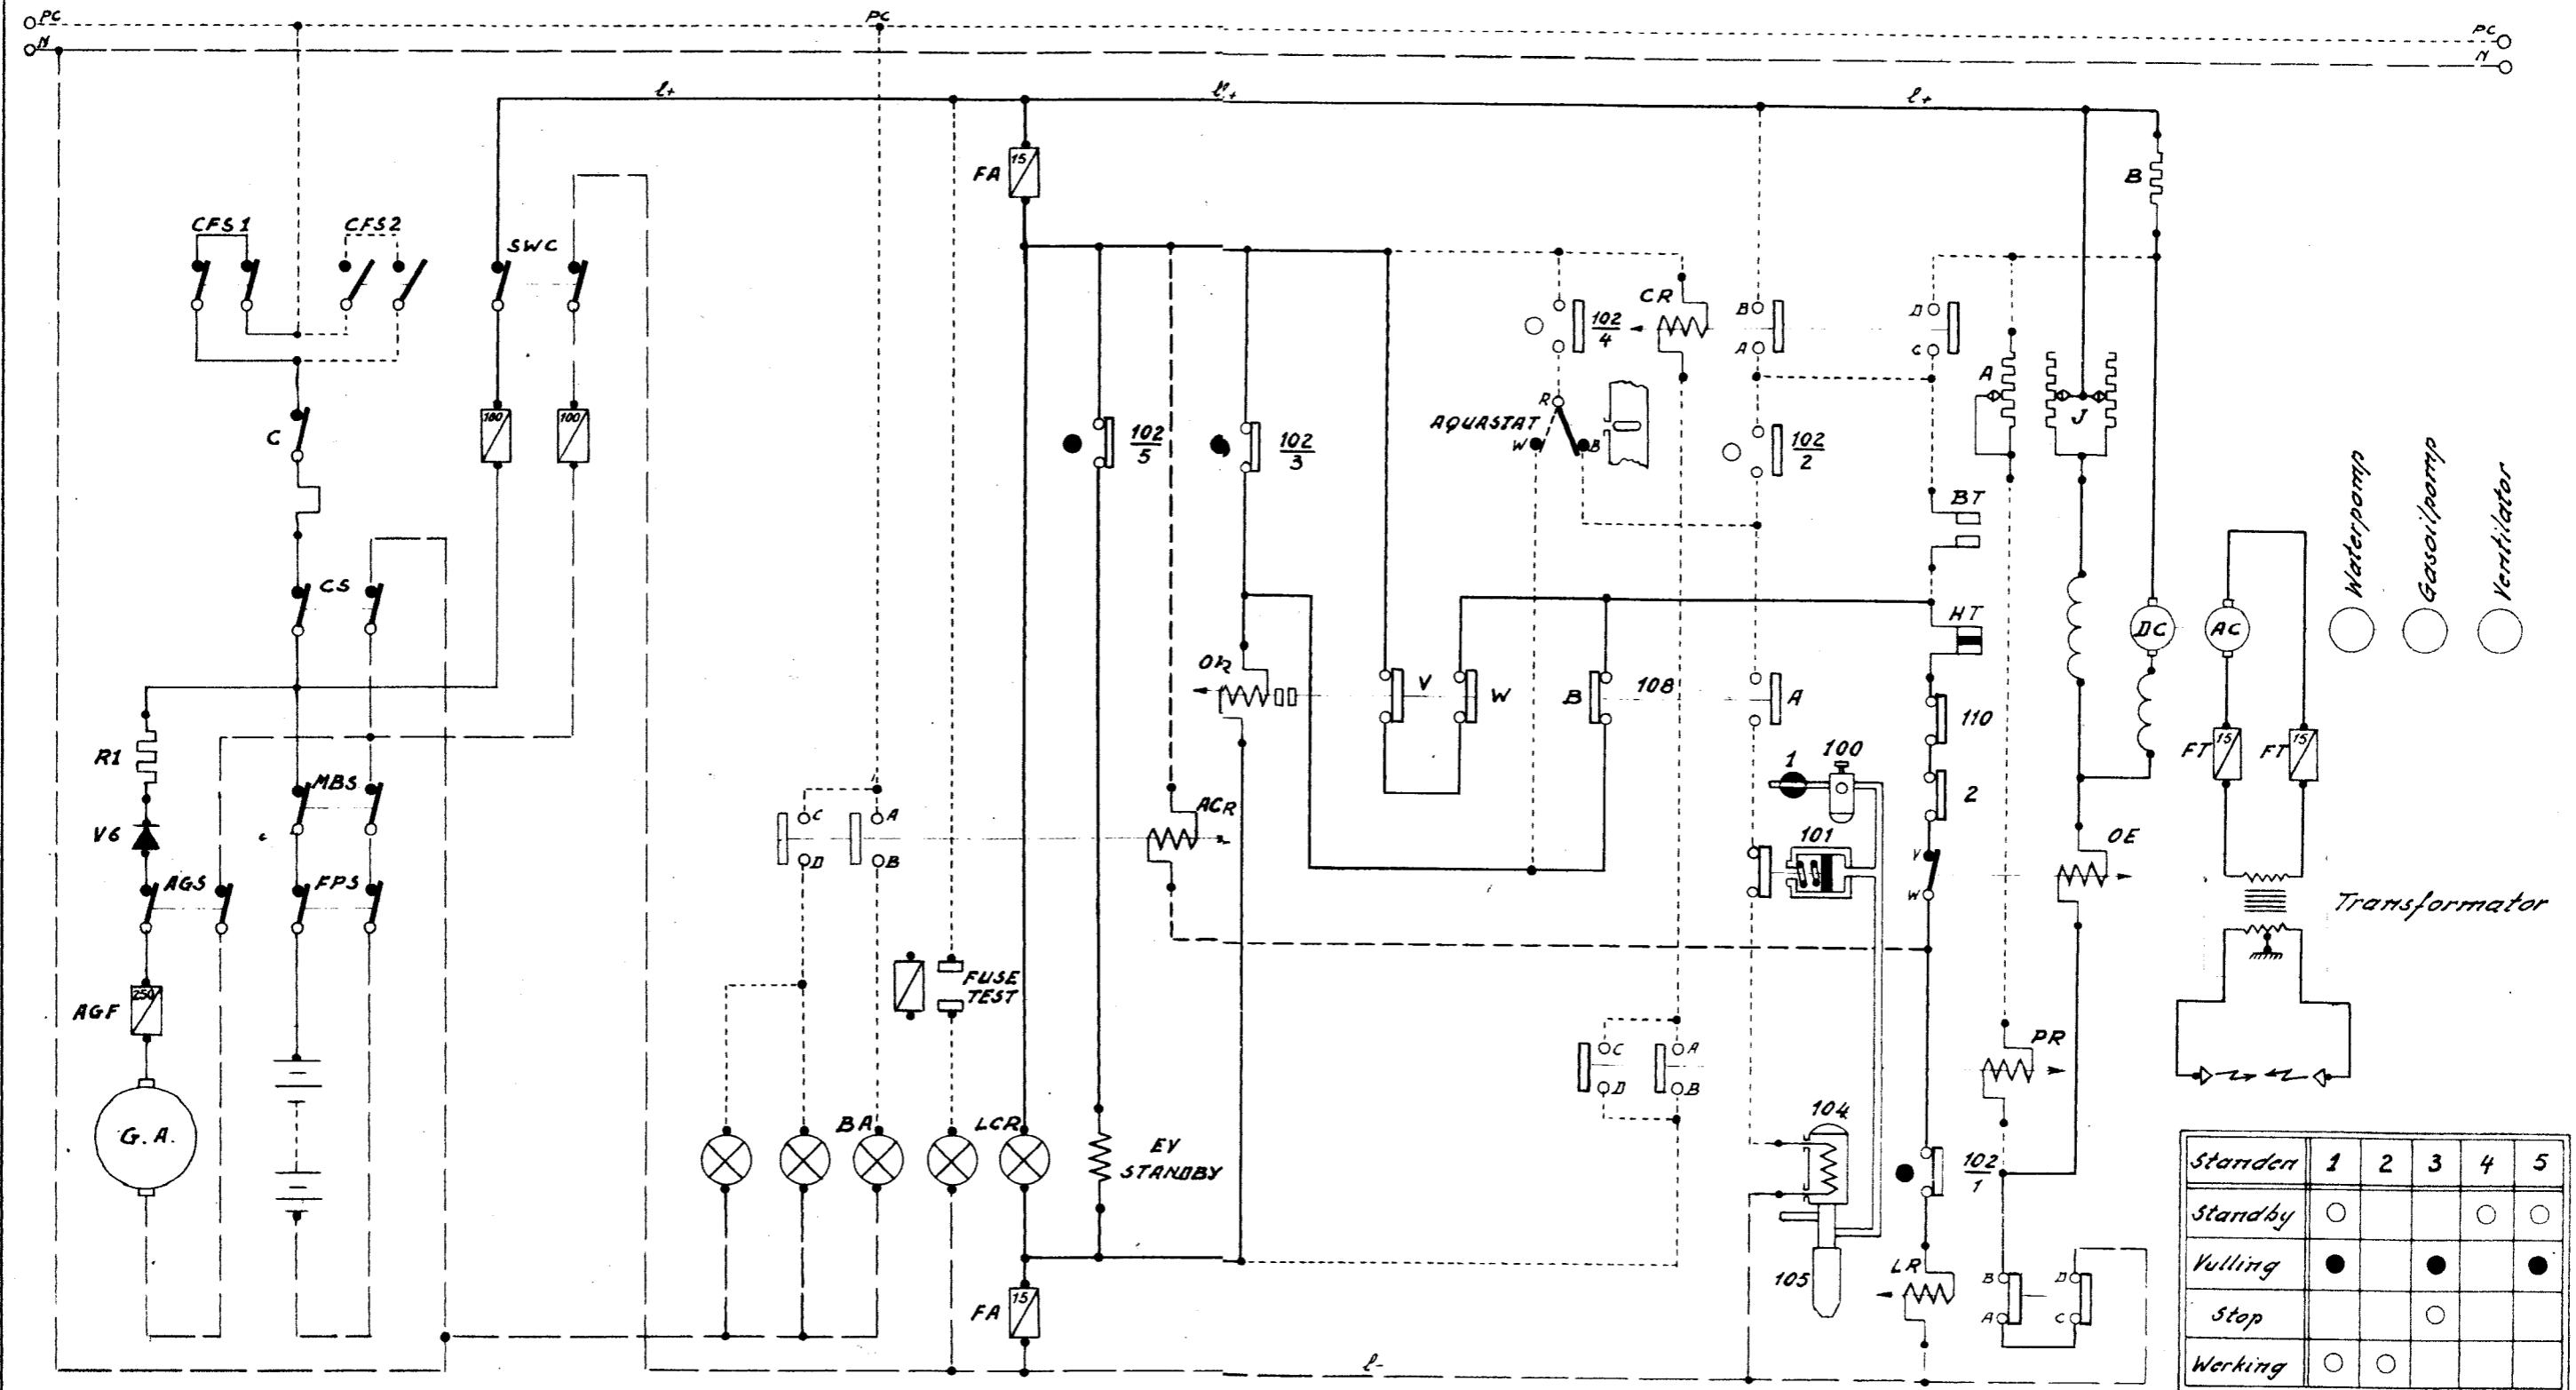 PC
PC
PC
N
N
l+
l+
l+
FA
15
B
CFS1
CFS2
SWC
C
100
100
CR
102
4
B
A
D
C
A
J
R
AQUASTAT
W
B
102
5
102
3
102
2
BT
HT
CS
OR
V
W
B
108
A
110
DC
AC
Waterpomp
Gasoilpomp
Ventilator
R1
MBS
V6
AGS
FPS
C
A
D
B
ACR
1
100
101
2
V
W
OE
FT
15
FT
15
Transformator
AGF
250
FUSE
TEST
G.A.
BA
LCR
EV
STANDBY
C
A
D
B
104
105
PR
102
1
LR
B
A
D
C
FA
15
l-
Standen 1 2 3 4 5
Standby
Vulling
Stop
Werking